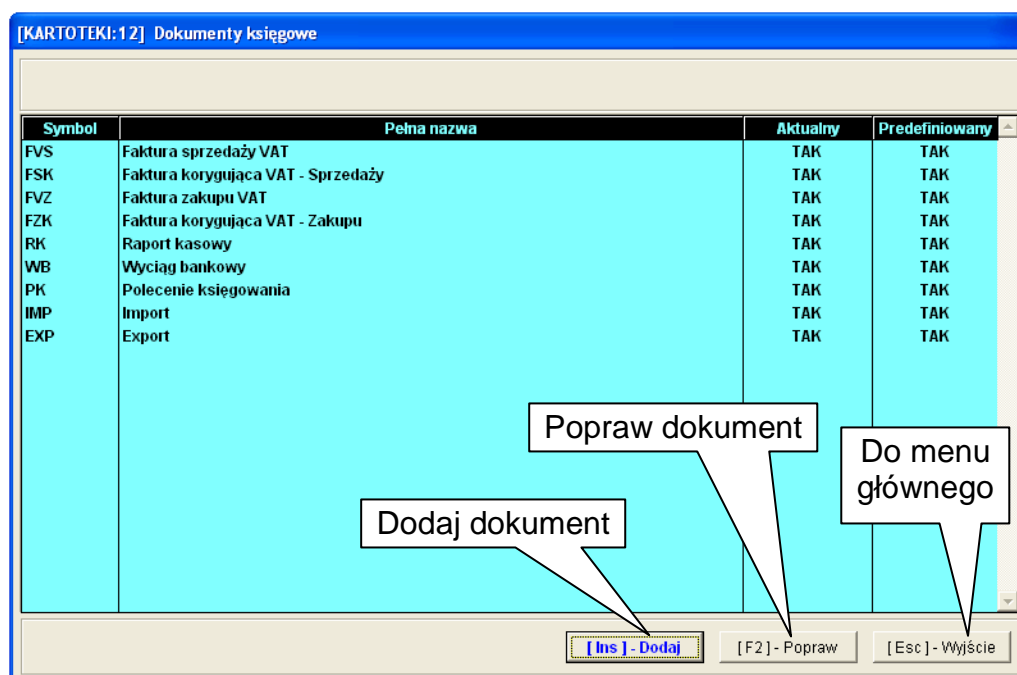 [KARTOTEKI:12] Dokumenty księgowe
Symbol Pełna nazwa Aktualny Predefiniowany
FVS Faktura sprzedaży VAT TAK TAK
FSK Faktura korygująca VAT - Sprzedaży TAK TAK
FVZ Faktura zakupu VAT TAK TAK
FZK Faktura korygująca VAT - Zakupu TAK TAK
RK Raport kasowy TAK TAK
WB Wyciąg bankowy TAK TAK
PK Polecenie księgowania TAK TAK
IMP Import TAK TAK
EXP Export TAK TAK
Popraw dokument
Do menu
głównego
Dodaj dokument
[ Ins ] - Dodaj [ F2 ] - Popraw [ Esc ] - Wyjście